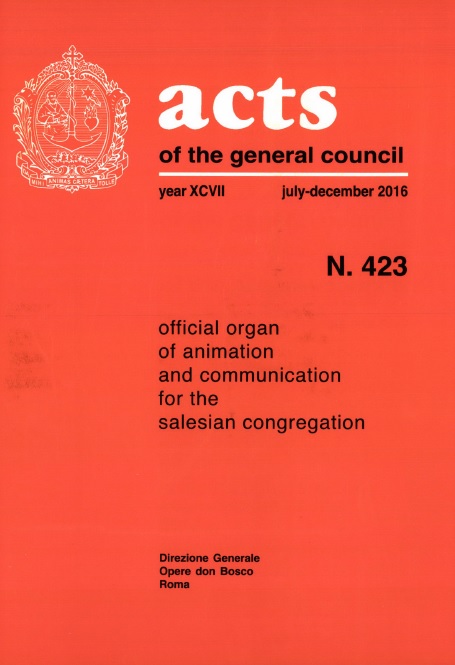 acts
of the general council
year XCVII july-december 2016
N. 423
official organ
of animation
and communication
for the
salesian congregation
Direzione Generale
Opere don Bosco
Roma
DA MIHI ANIMAS CÆTERA TOLLE